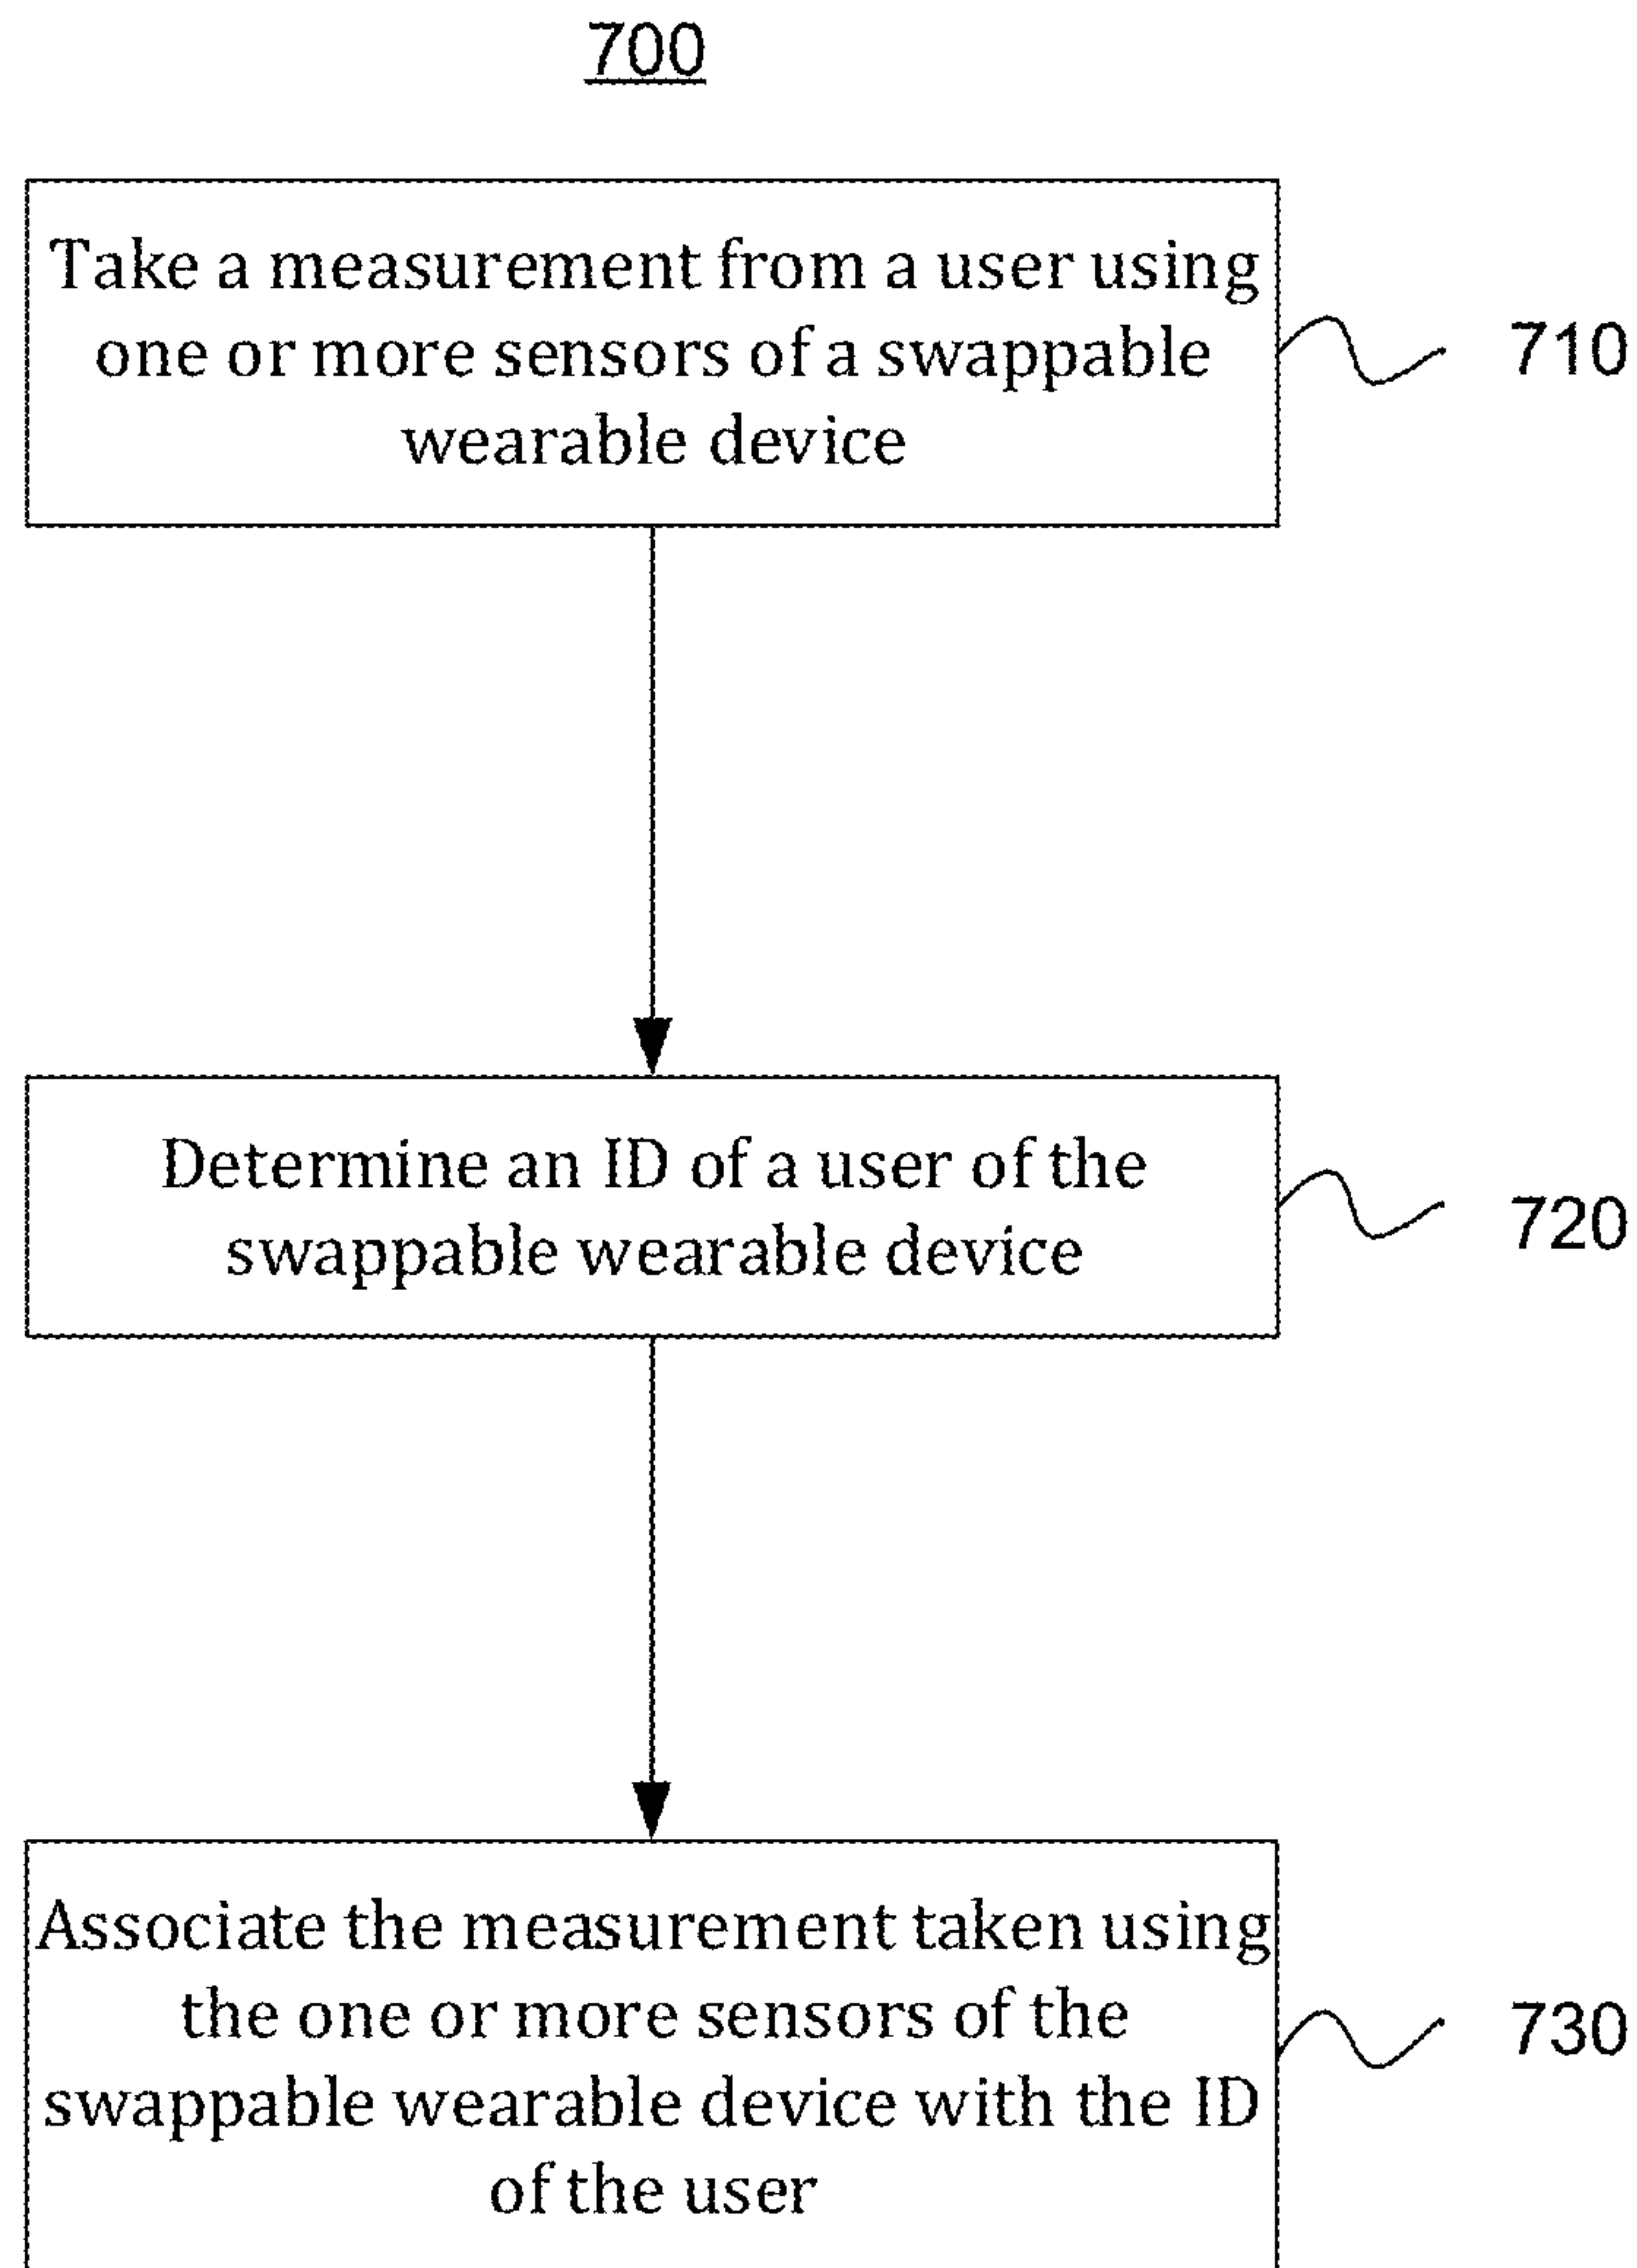 700
Take a measurement from a user using
one or more sensors of a swappable
wearable device
710
Determine an ID of a user of the
swappable wearable device
720
Associate the measurement taken using
the one or more sensors of the
swappable wearable device with the ID
of the user
730